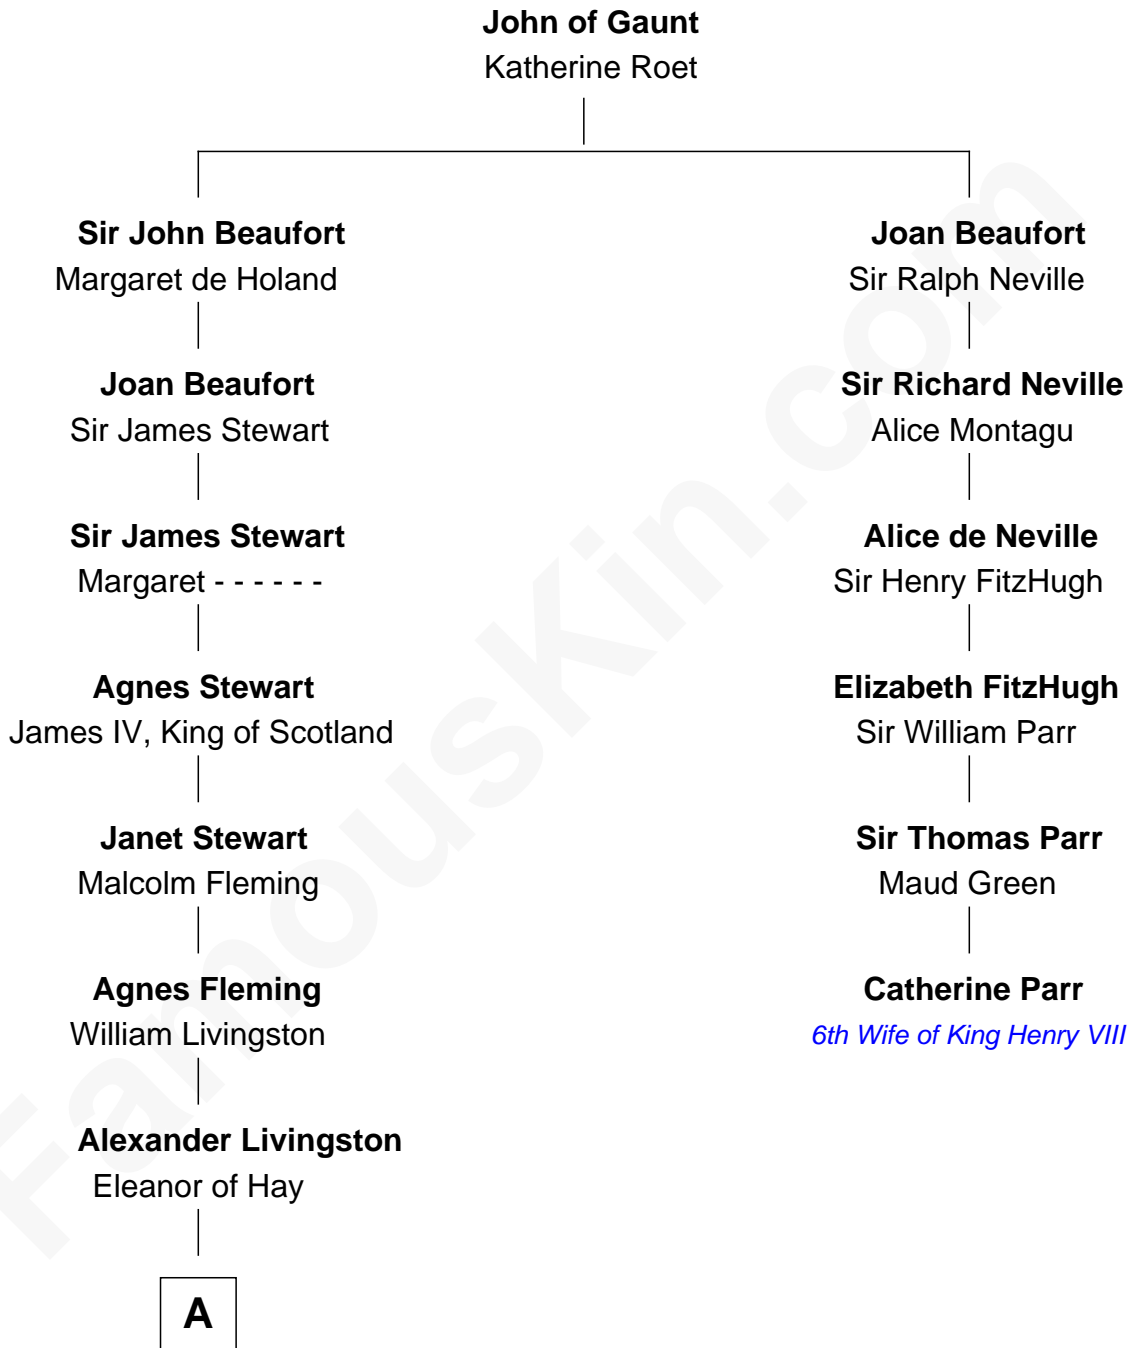 John of Gaunt
Katherine Roet
Sir John Beaufort
Margaret de Holand
Joan Beaufort
Sir Ralph Neville
Joan Beaufort
Sir James Stewart
Sir Richard Neville
Alice Montagu
Sir James Stewart
Margaret - - - - - -
Alice de Neville
Sir Henry FitzHugh
Agnes Stewart
James IV, King of Scotland
Elizabeth FitzHugh
Sir William Parr
Janet Stewart
Malcolm Fleming
Sir Thomas Parr
Maud Green
Agnes Fleming
William Livingston
Catherine Parr
6th Wife of King Henry VIII
Alexander Livingston
Eleanor of Hay
A
FamousKin.com